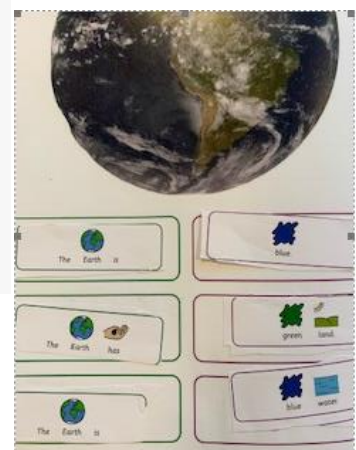 The Earth is blue
The Earth has green land
The Earth is blue water